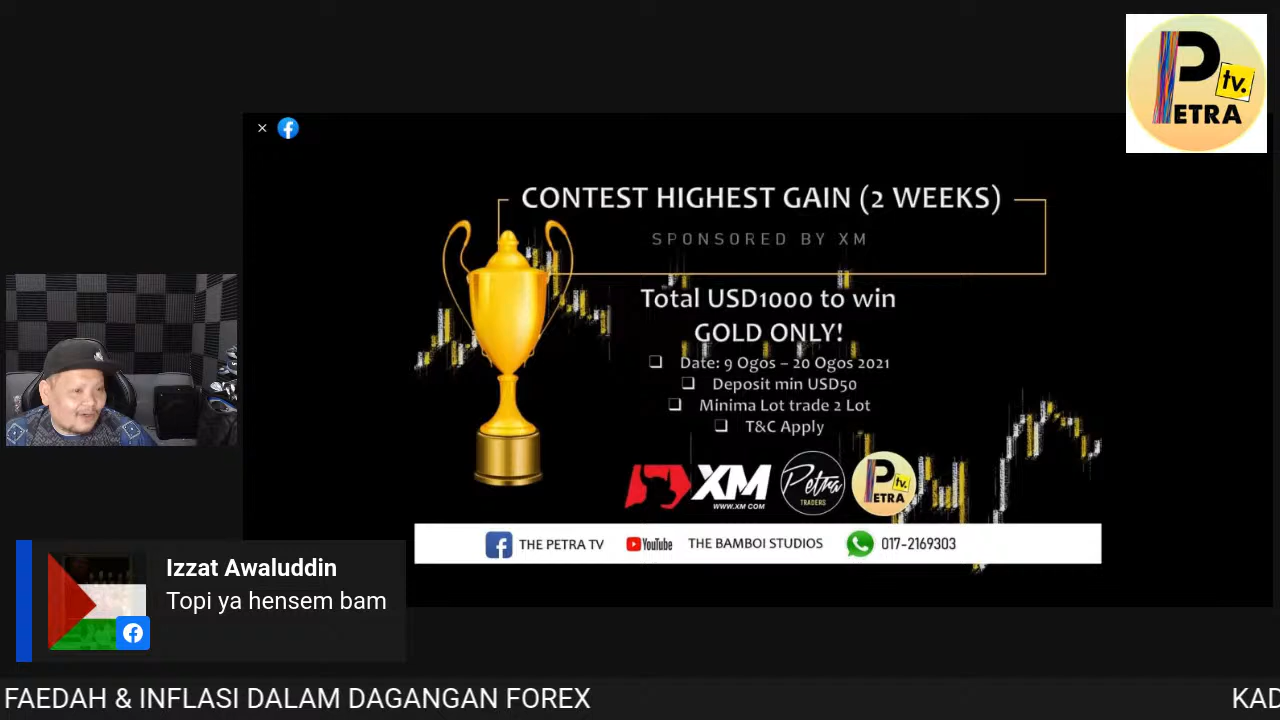 P
tv.
ETRA
CONTEST HIGHEST GAIN (2 WEEKS)
SPONSORED BY XM
Total USD1000 to win
GOLD ONLY!
❑ Date: 9 Ogos – 20 Ogos 2021
❑ Deposit min USD50
❑ Minima Lot trade 2 Lot
❑ T&C Apply
XM
WWW.XM.COM
Petra
TRADERS
P
tv.
ETRA
THE PETRA TV
YouTube
THE BAMBOI STUDIOS
017-2169303
Izzat Awaluddin
Topi ya hensem bam
FAEDAH & INFLASI DALAM DAGANGAN FOREX
KAD